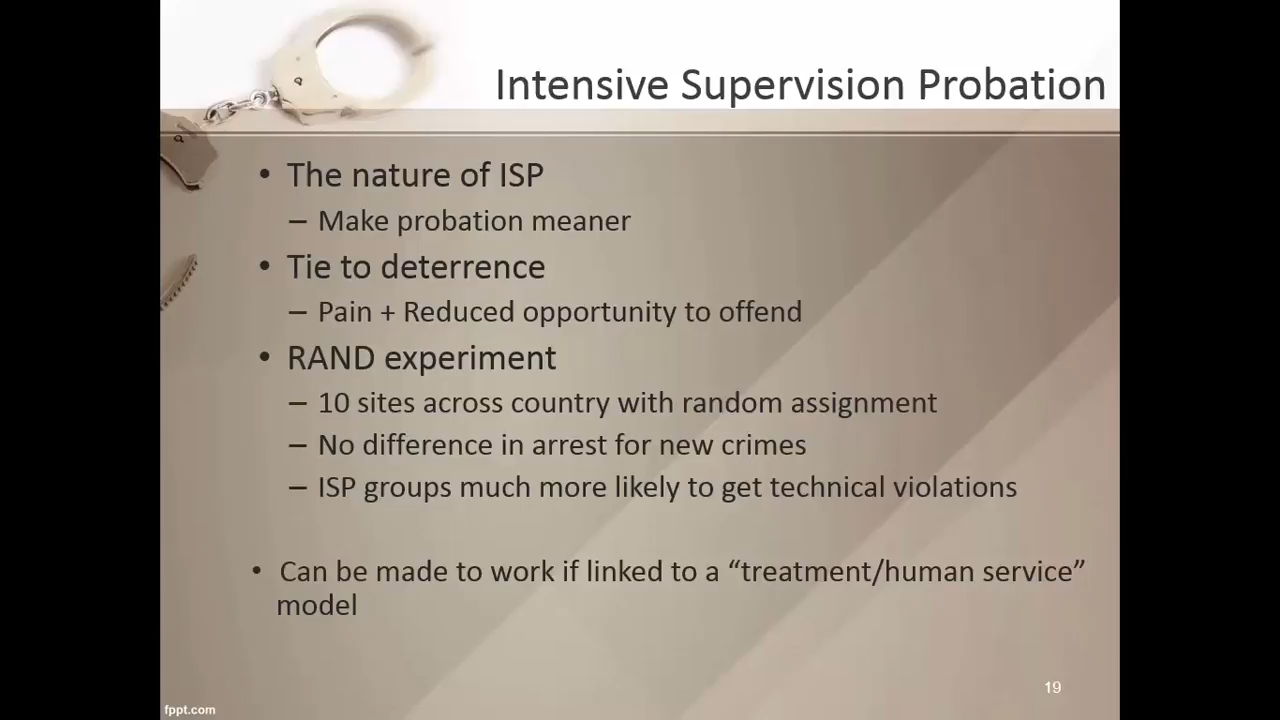 Intensive Supervision Probation
• The nature of ISP
– Make probation meaner
• Tie to deterrence
– Pain + Reduced opportunity to offend
• RAND experiment
– 10 sites across country with random assignment
– No difference in arrest for new crimes
– ISP groups much more likely to get technical violations
• Can be made to work if linked to a “treatment/human service”
model
19
fppt.com